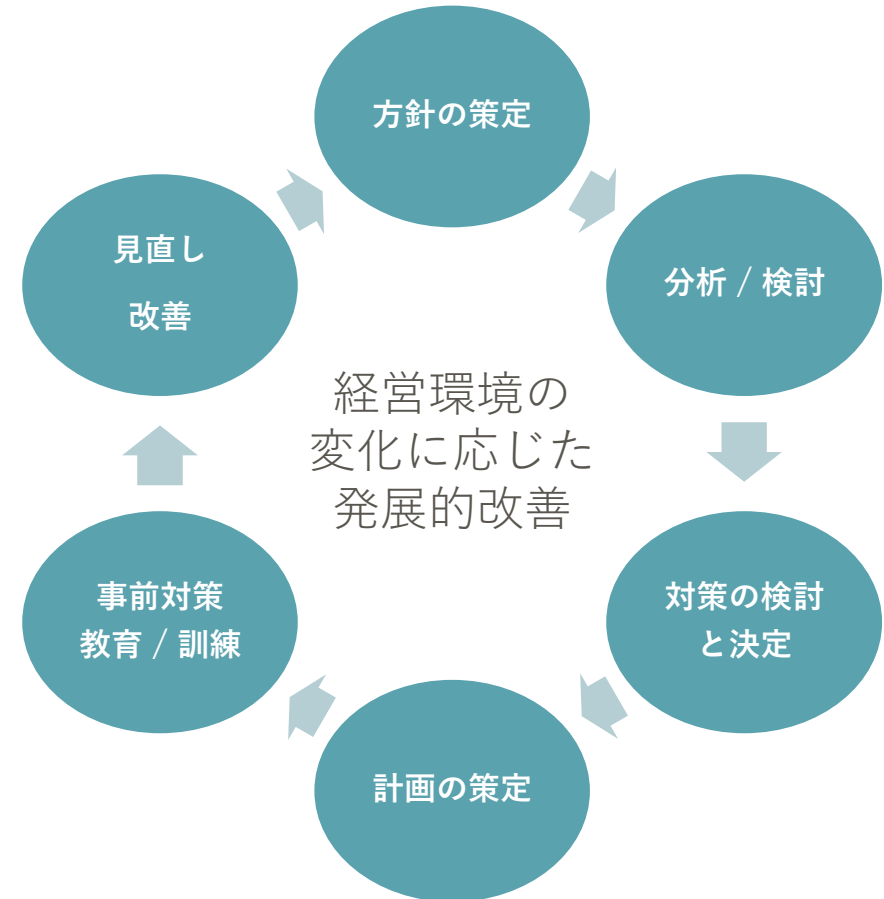 方針の策定
分析 / 検討
対策の検討
と決定
計画の策定
事前対策
教育 / 訓練
見直し
改善
経営環境の
変化に応じた
発展的改善